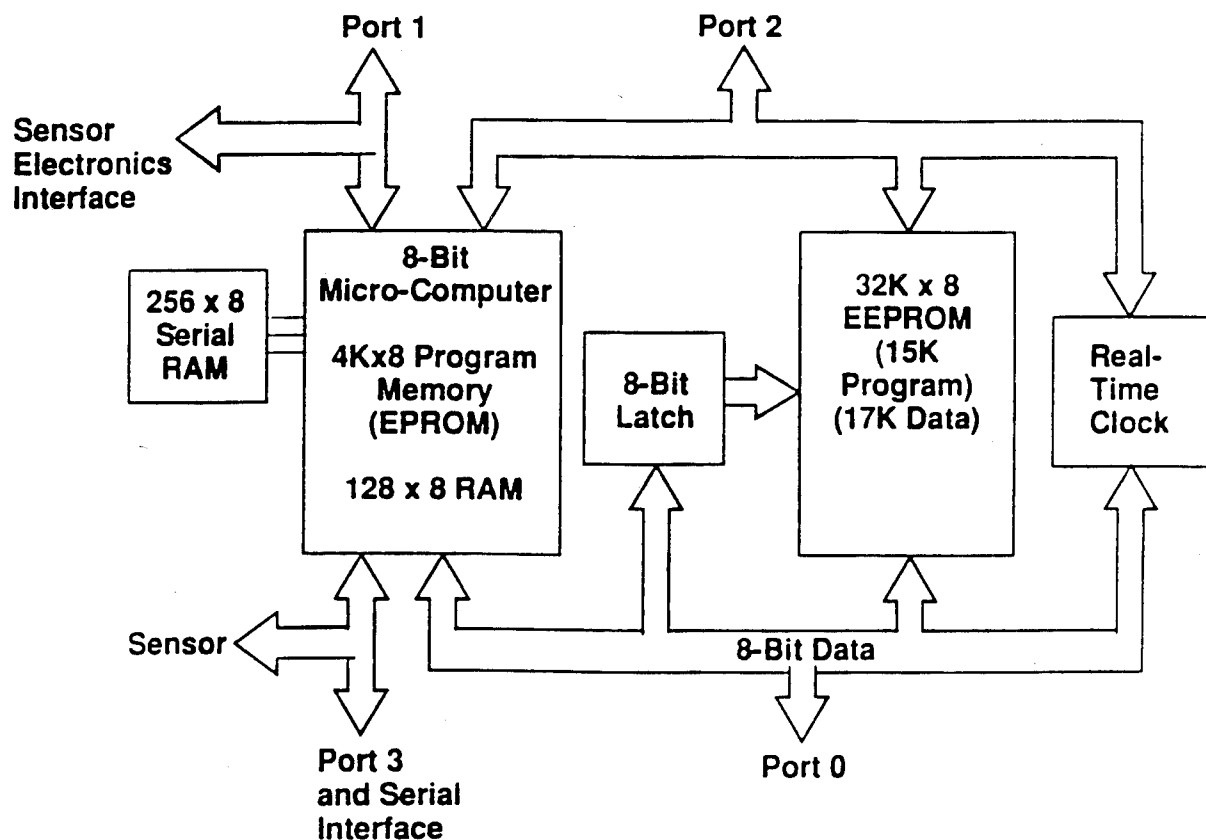 Port 1
Port 2
Sensor
Electronics
Interface
256 x 8
Serial
RAM
8-Bit
Micro-Computer
4Kx8 Program
Memory
(EPROM)
128 x 8 RAM
8-Bit
Latch
32K x 8
EEPROM
(15K
Program)
(17K Data)
Real-
Time
Clock
Sensor
8-Bit Data
Port 3
and Serial
Interface
Port 0